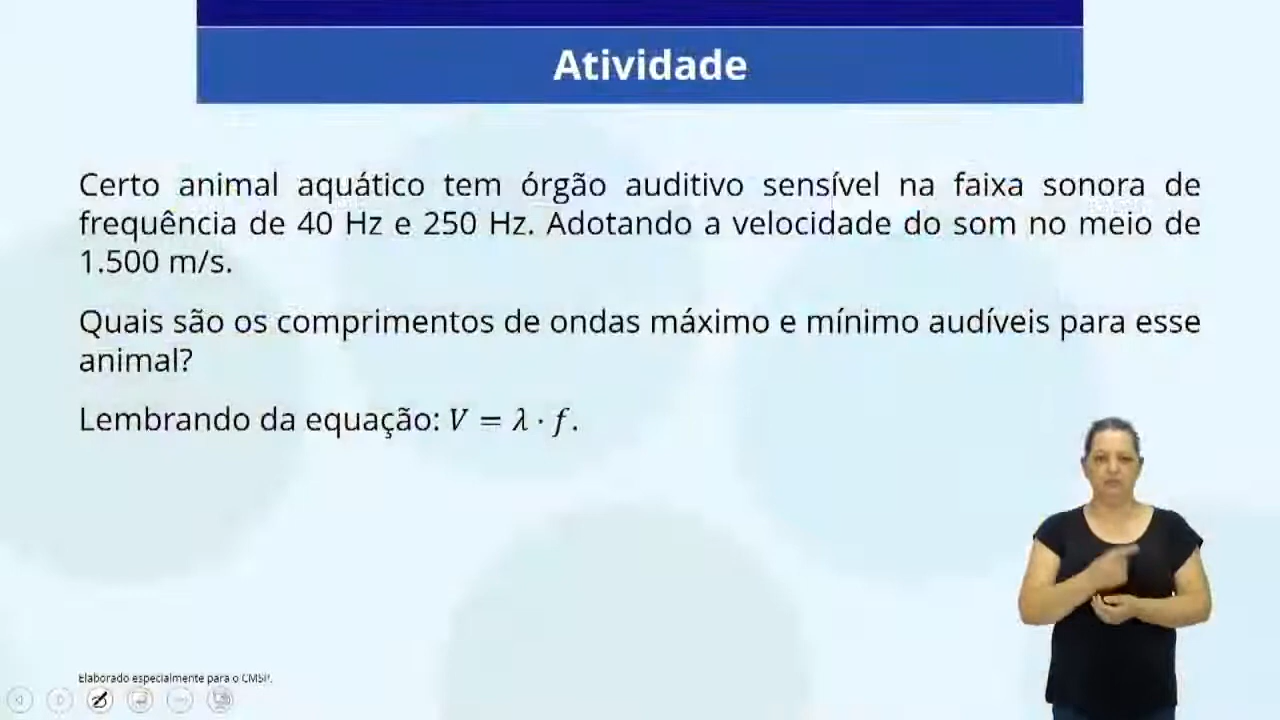 Atividade
Certo animal aquático tem órgão auditivo sensível na faixa sonora de
frequência de 40 Hz e 250 Hz. Adotando a velocidade do som no meio de
1.500 m/s.
Quais são os comprimentos de ondas máximo e mínimo audíveis para esse
animal?
Lembrando da equação: V = λ · f.
Elaborado especialmente para o CMSP.